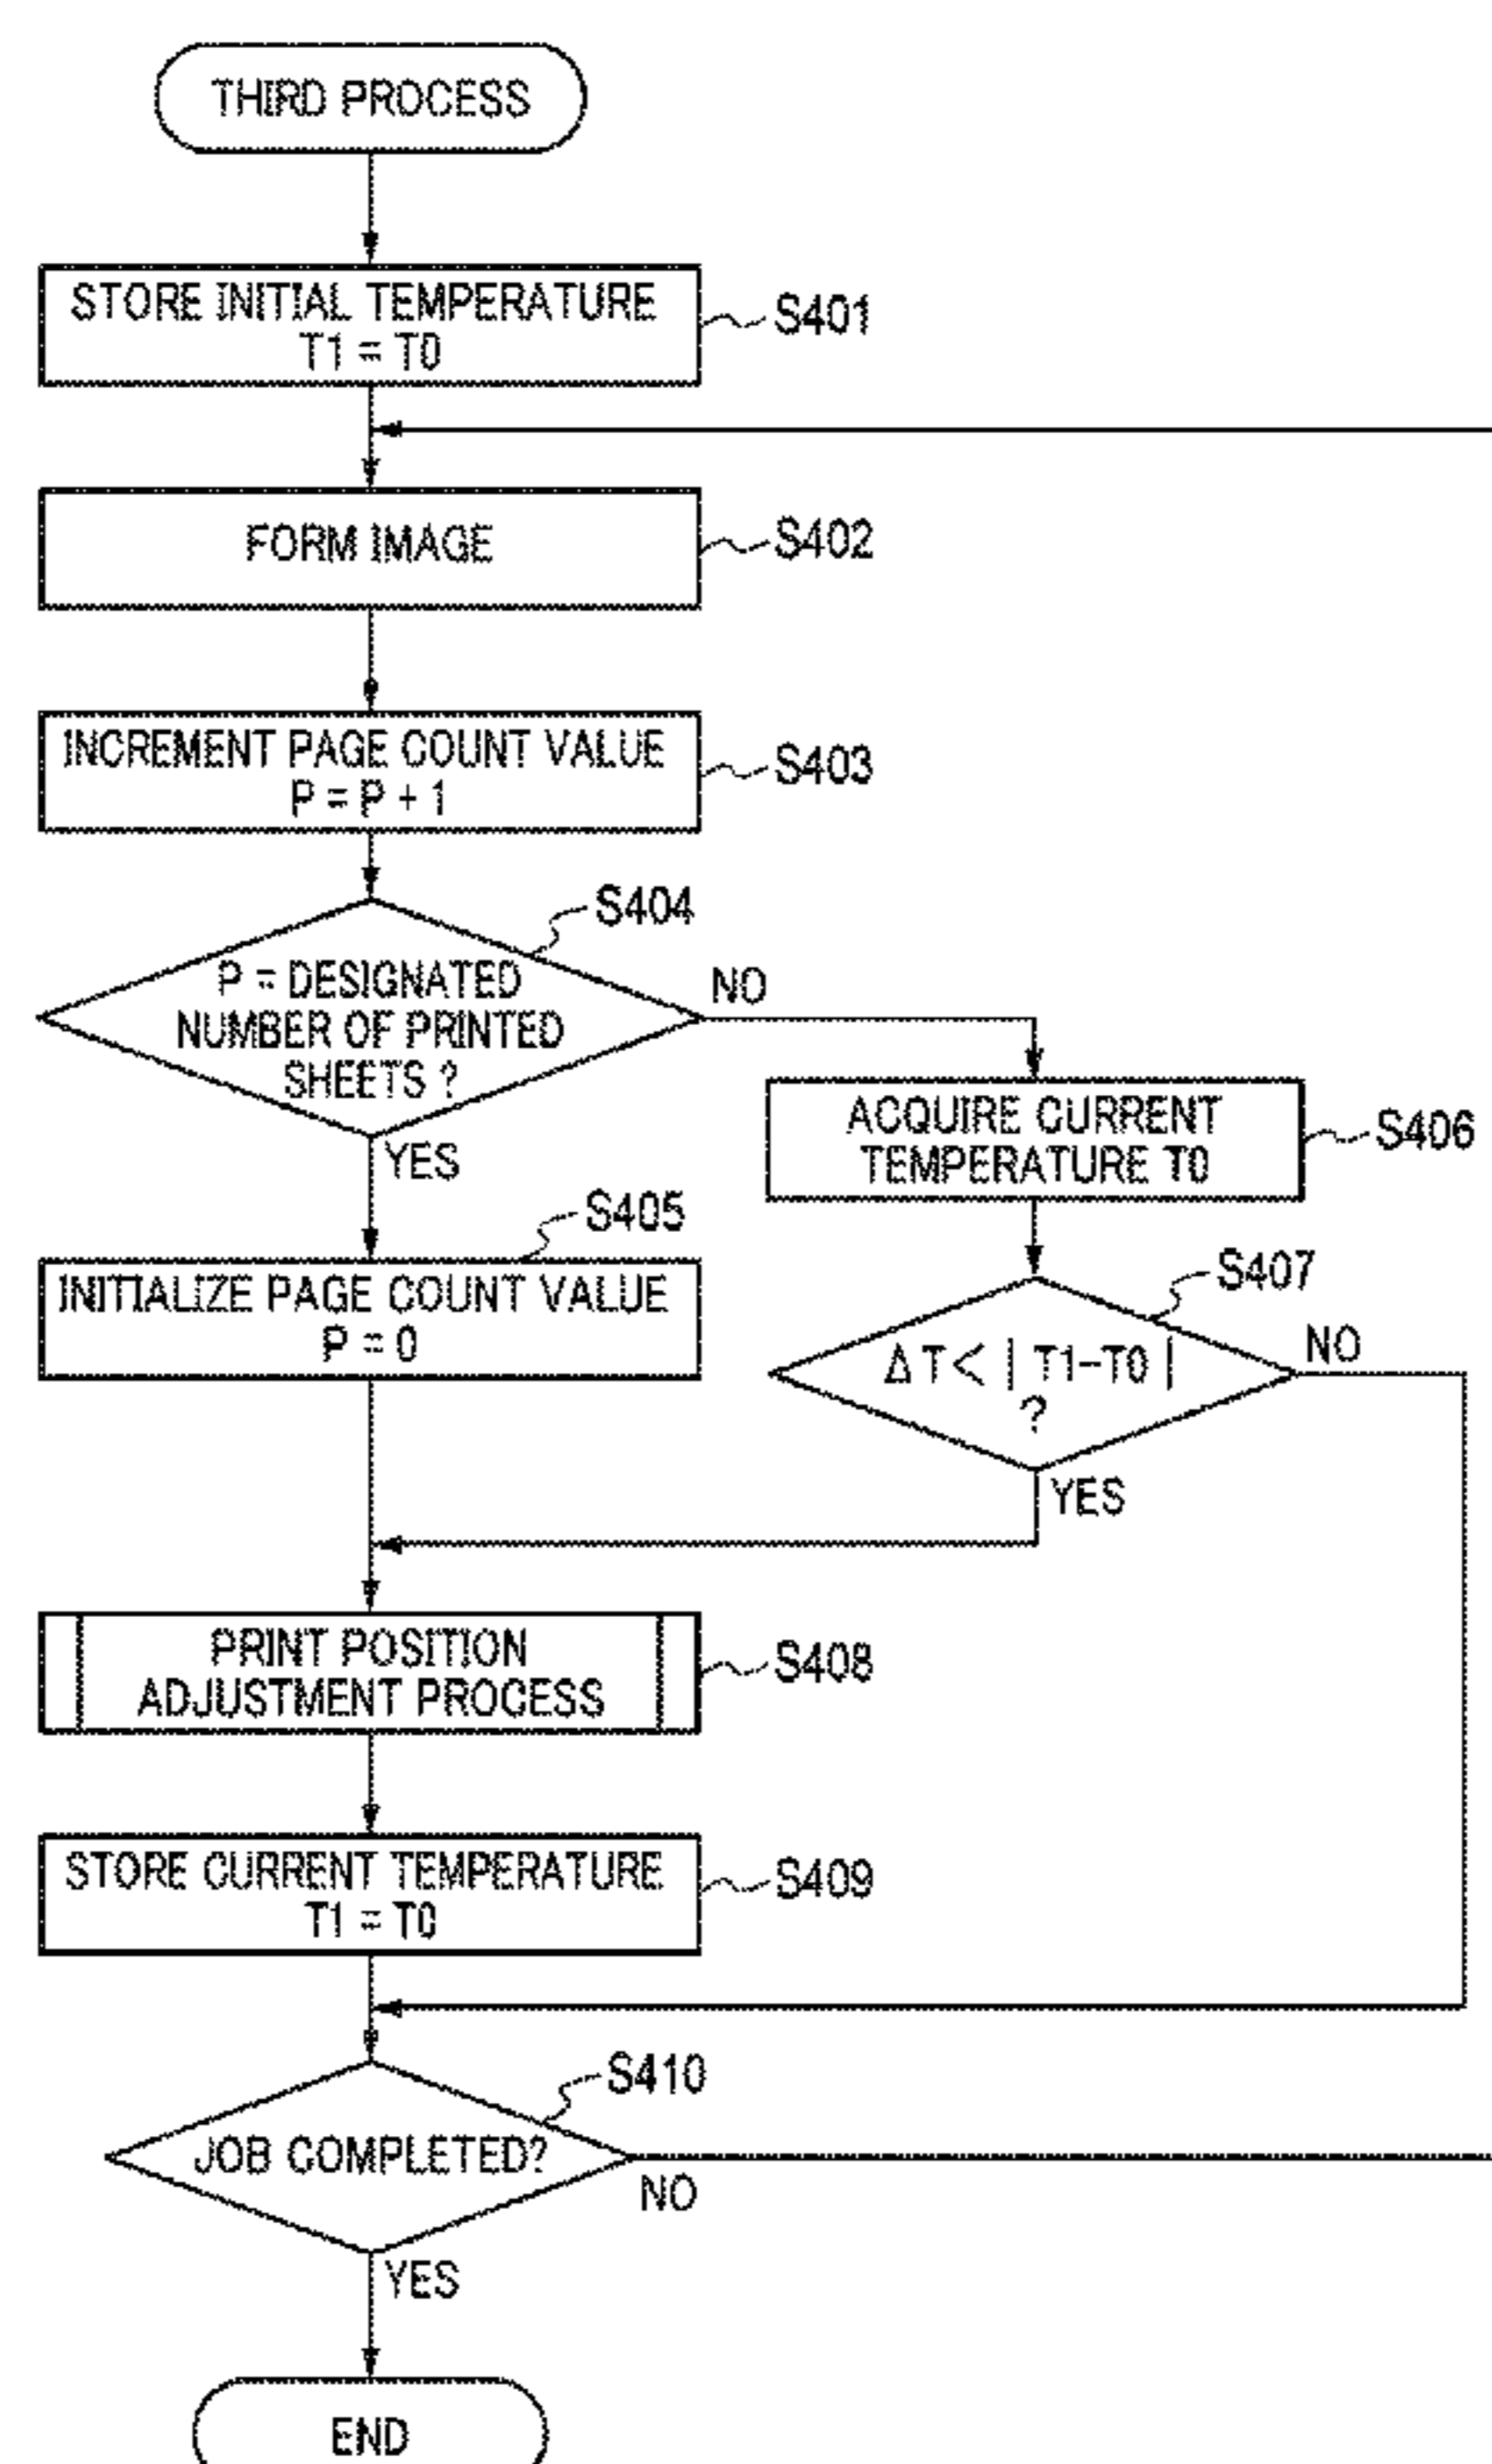 THIRD PROCESS
STORE INITIAL TEMPERATURE
T1 = T0
S401
FORM IMAGE
S402
INCREMENT PAGE COUNT VALUE
P = P + 1
S403
S404
P = DESIGNATED
NUMBER OF PRINTED
SHEETS ?
NO
YES
ACQUIRE CURRENT
TEMPERATURE T0
S406
S405
INITIALIZE PAGE COUNT VALUE
P = 0
S407
Δ T < | T1-T0 |
?
NO
YES
PRINT POSITION
ADJUSTMENT PROCESS
S408
STORE CURRENT TEMPERATURE
T1 = T0
S409
S410
JOB COMPLETED?
NO
YES
END